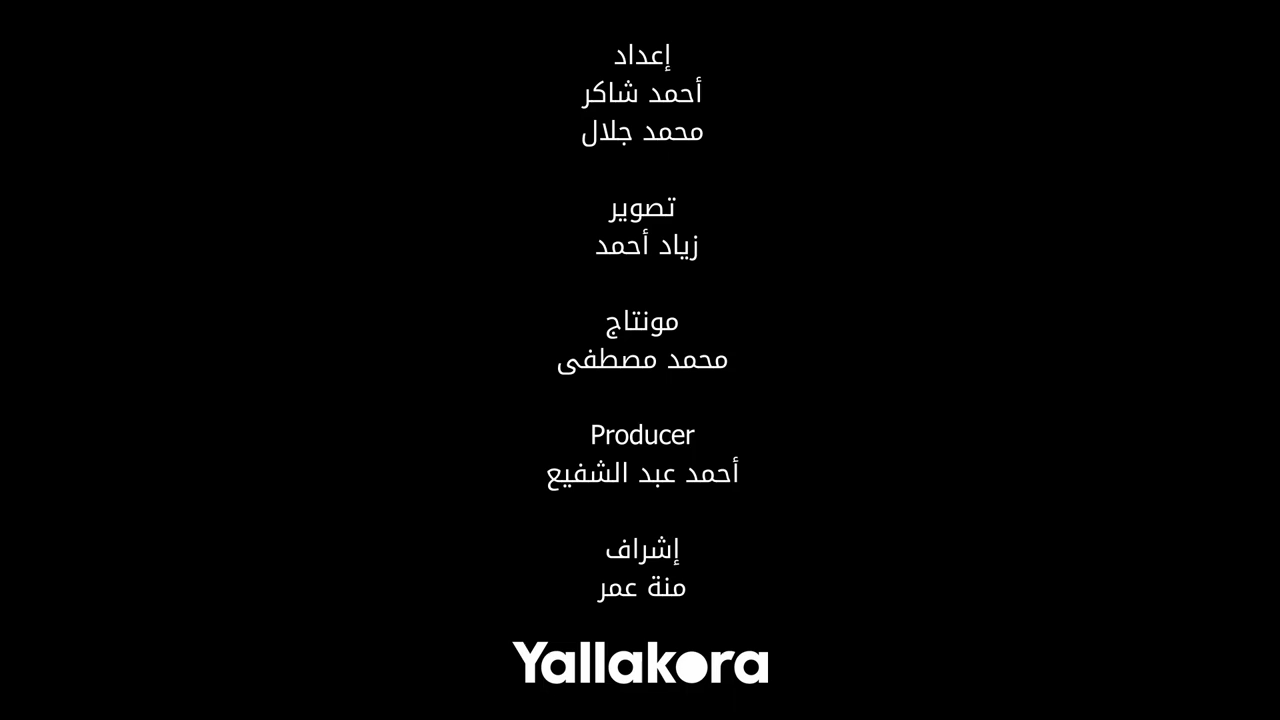 إعداد
أحمد شاكر
محمد جلال
تصوير
زياد أحمد
مونتاج
محمد مصطفى
Producer
أحمد عبد الشفيع
إشراف
منة عمر
Yallakora